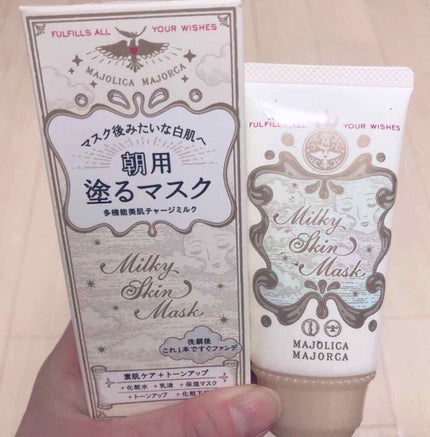 FULFILLS ALL YOUR WISHES
MAJOLICA MAJORCA
マスク後みたいな白肌へ
朝用
塗るマスク
多機能美肌チャージミルク
Milky
Skin
Mask
洗顔後
これ1本ですぐファンデ
素肌ケア+トーンアップ
+化粧水 +乳液 +保湿マスク
+トーンアップ +化粧下
FULFILLS ALL YOUR WISHES
Milky
Skin
Mask
MAJOLICA
MAJORCA